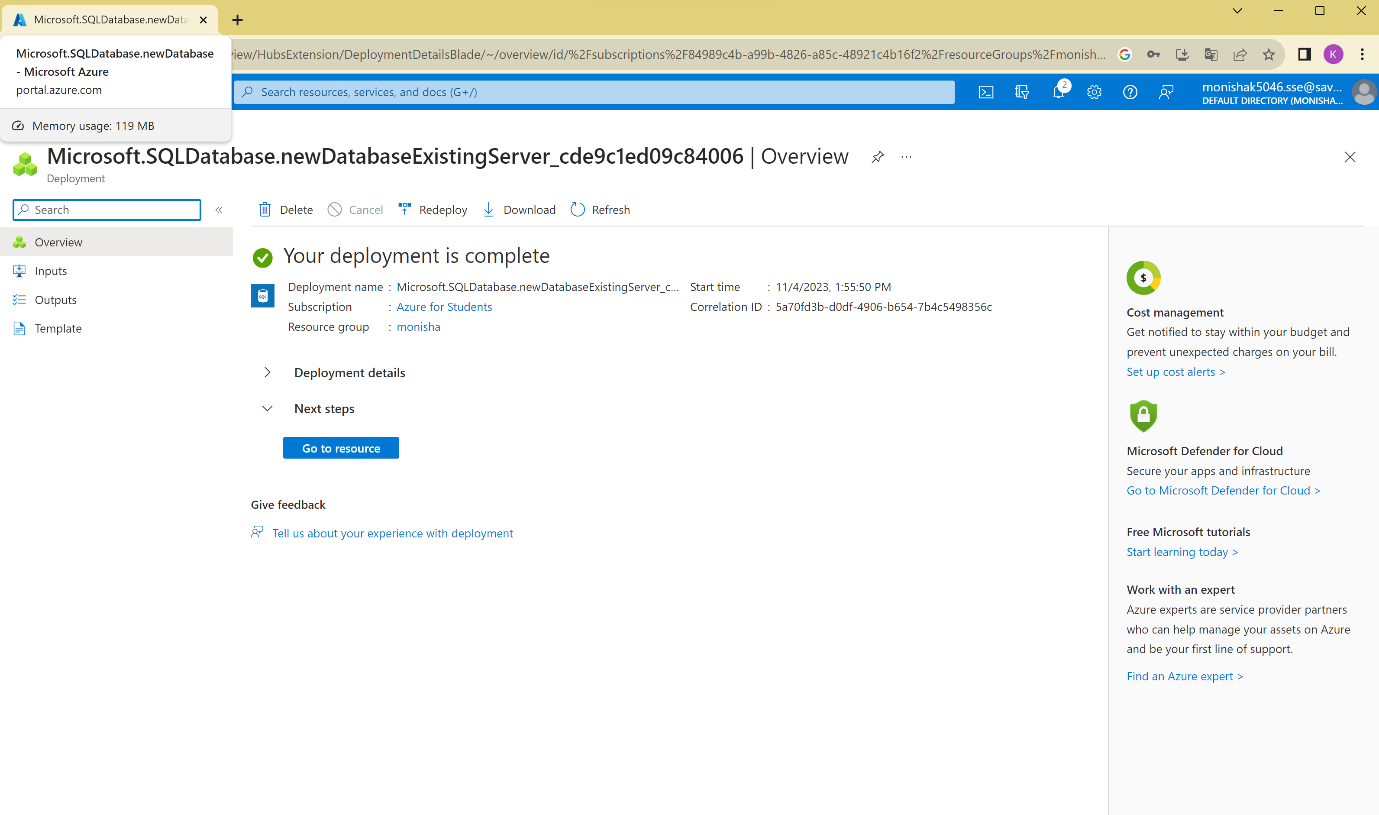 Microsoft.SQLDatabase.newData
Microsoft.SQLDatabase.newDatabase
- Microsoft Azure
portal.azure.com
Memory usage: 119 MB
view/HubsExtension/DeploymentDetailsBlade/~/overview/id/%2Fsubscriptions%2F84989c4b-a99b-4826-a85c-48921c4b16f2%2FresourceGroups%2Fmonish...
K
Search resources, services, and docs (G+/)
2
monishak5046.sse@sav...
DEFAULT DIRECTORY (MONISHA...
Microsoft.SQLDatabase.newDatabaseExistingServer_cde9c1ed09c84006 | Overview
...
Deployment
Search
«
Delete
Cancel
Redeploy
Download
Refresh
Overview
Inputs
Outputs
Template
Your deployment is complete
Deployment name : Microsoft.SQLDatabase.newDatabaseExistingServer_c...
Subscription : Azure for Students
Resource group : monisha
Start time : 11/4/2023, 1:55:50 PM
Correlation ID : 5a70fd3b-d0df-4906-b654-7b4c5498356c
Deployment details
Next steps
Go to resource
Give feedback
Tell us about your experience with deployment
Cost management
Get notified to stay within your budget and
prevent unexpected charges on your bill.
Set up cost alerts >
Microsoft Defender for Cloud
Secure your apps and infrastructure
Go to Microsoft Defender for Cloud >
Free Microsoft tutorials
Start learning today >
Work with an expert
Azure experts are service provider partners
who can help manage your assets on Azure
and be your first line of support.
Find an Azure expert >